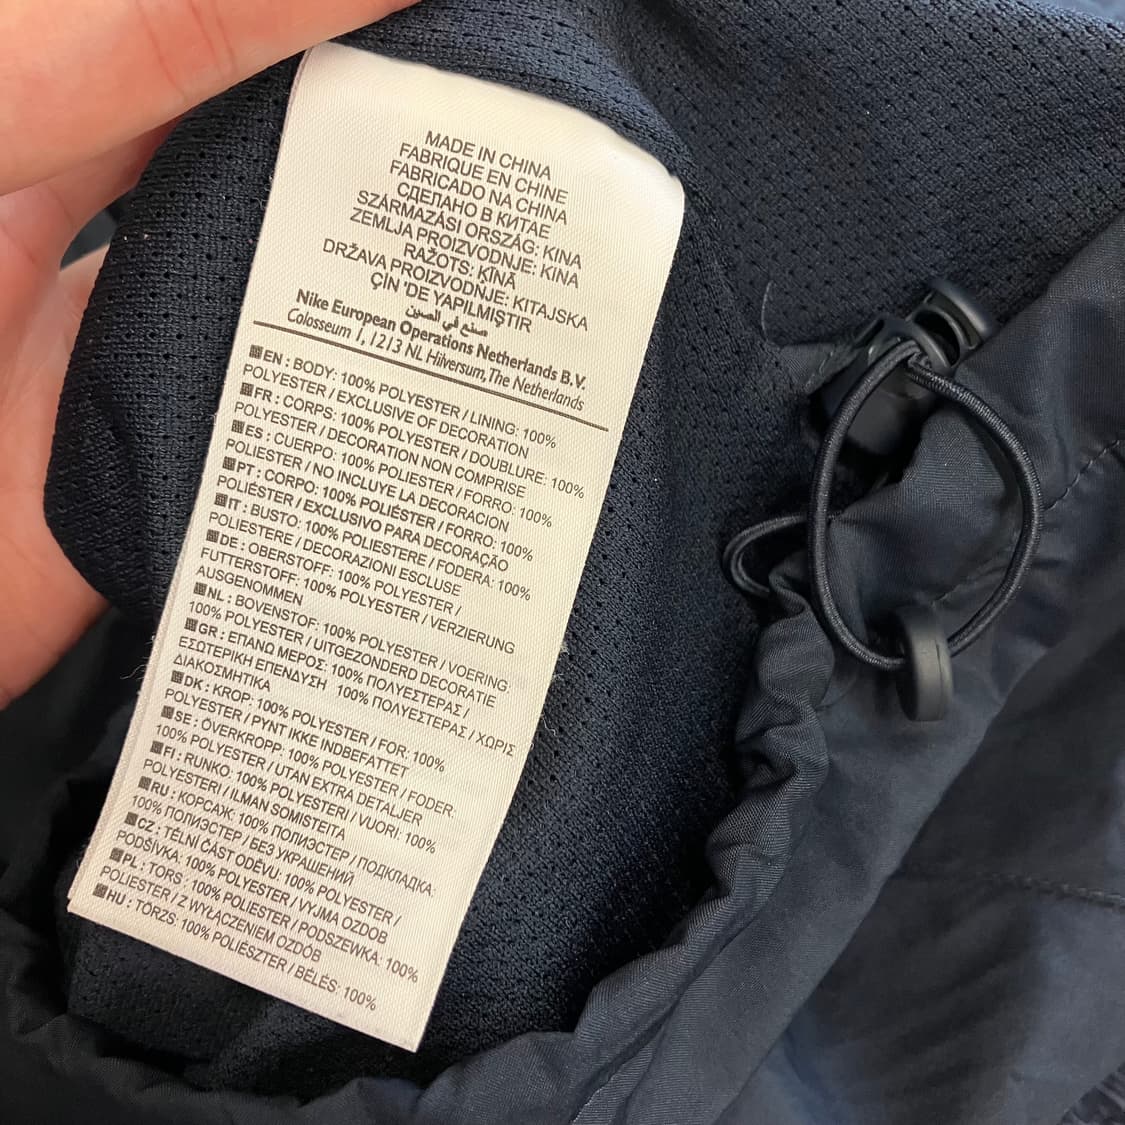 MADE IN CHINA
FABRIQUE EN CHINE
FABRICADO NA CHINA
СДЕЛАНО В КИТАЕ
SZÁRMAZÁSI ORSZÁG: KINA
ZEMLJA PROIZVODNJE: KINA
RAŽOTS: ĶĪNĀ
DRŽAVA PROIZVODNJE: KITAJSKA
ÇİN 'DE YAPILMIŞTIR
صنع في الصين
Nike European Operations Netherlands B.V.
Colosseum 1, 1213 NL Hilversum, The Netherlands
EN : BODY: 100% POLYESTER / LINING: 100%
POLYESTER / EXCLUSIVE OF DECORATION
FR : CORPS: 100% POLYESTER / DOUBLURE: 100%
POLYESTER / DECORATION NON COMPRISE
ES : CUERPO: 100% POLIESTER / FORRO: 100%
POLIESTER / NO INCLUYE LA DECORACION
PT : CORPO: 100% POLIÉSTER / FORRO: 100%
POLIÉSTER / EXCLUSIVO PARA DECORAÇÃO
IT : BUSTO: 100% POLIESTERE / FODERA: 100%
POLIESTERE / DECORAZIONI ESCLUSE
DE : OBERSTOFF: 100% POLYESTER /
FUTTERSTOFF: 100% POLYESTER / VERZIERUNG
AUSGENOMMEN
NL : BOVENSTOF: 100% POLYESTER / VOERING:
100% POLYESTER / UITGEZONDERD DECORATIE
GR : ΕΠΑΝΩ ΜΕΡΟΣ: 100% ΠΟΛΥΕΣΤΕΡΑΣ /
ΕΣΩΤΕΡΙΚΗ ΕΠΕΝΔΥΣΗ 100% ΠΟΛΥΕΣΤΕΡΑΣ / ΧΩΡΙΣ
ΔΙΑΚΟΣΜΗΤΙΚΑ
DK : KROP: 100% POLYESTER / FOR: 100%
POLYESTER / PYNT IKKE INDBEFATTET
SE : ÖVERKROPP: 100% POLYESTER / FODER:
100% POLYESTER / UTAN EXTRA DETALJER
FI : RUNKO: 100% POLYESTERI / VUORI: 100%
POLYESTERI / ILMAN SOMISTEITA
RU : КОРСАЖ: 100% ПОЛИЭСТЕР / ПОДКЛАДКА:
100% ПОЛИЭСТЕР / БЕЗ УКРАШЕНИЙ
CZ : TĚLNÍ ČÁST ODĚVU: 100% POLYESTER /
PODŠÍVKA: 100% POLYESTER / VYJMA OZDOB
PL : TORS: 100% POLIESTER / PODSZEWKA: 100%
POLIESTER / Z WYŁĄCZENIEM OZDÓB
HU : TÖRZS: 100% POLIÉSZTER / BÉLÉS: 100%